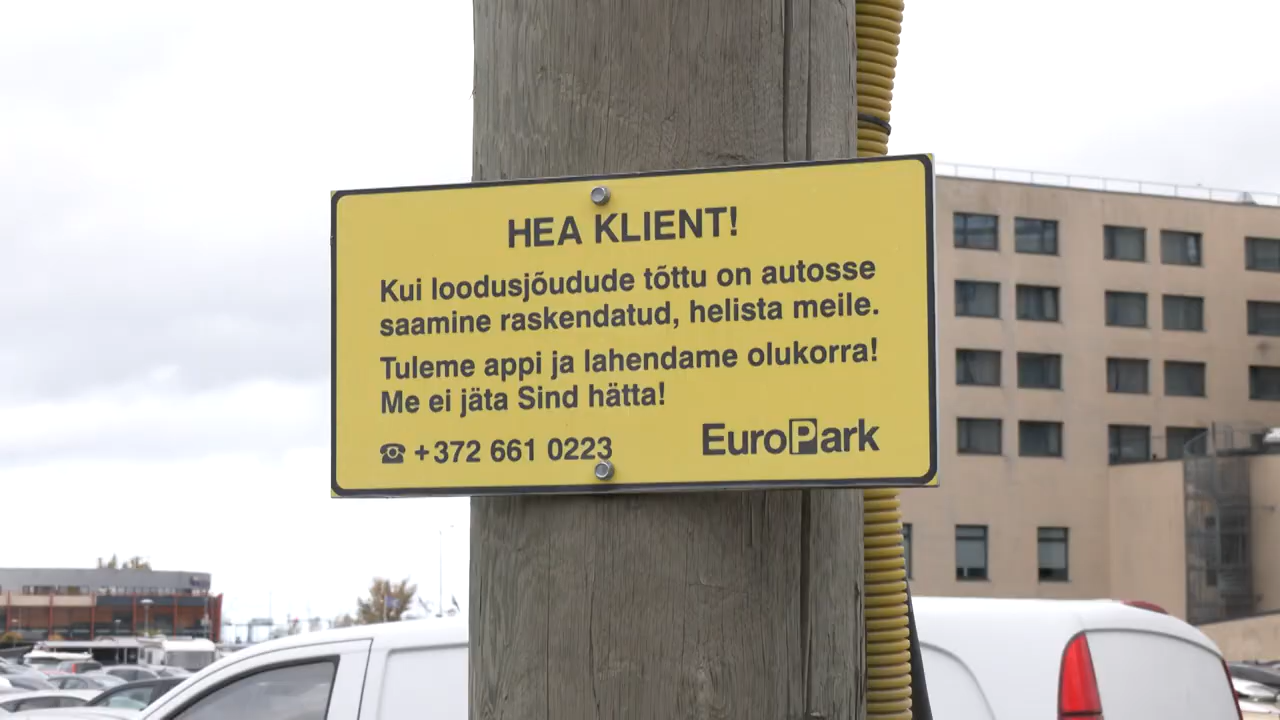 HEA KLIENT!
Kui loodusjõudude tõttu on autosse
saamine raskendatud, helista meile.
Tuleme appi ja lahendame olukorra!
Me ei jäta Sind hätta!
☎ +372 661 0223
EuroPark